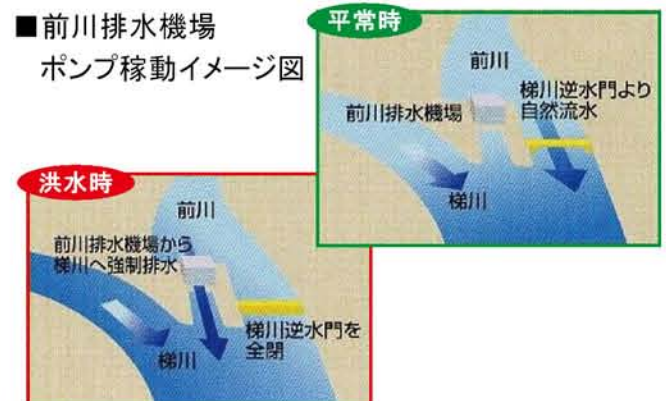 ■前川排水機場
ポンプ稼動イメージ図
平常時
前川
前川排水機場
梯川逆水門より
自然流水
梯川
洪水時
前川
前川排水機場から
梯川へ強制排水
梯川
梯川逆水門を
全閉